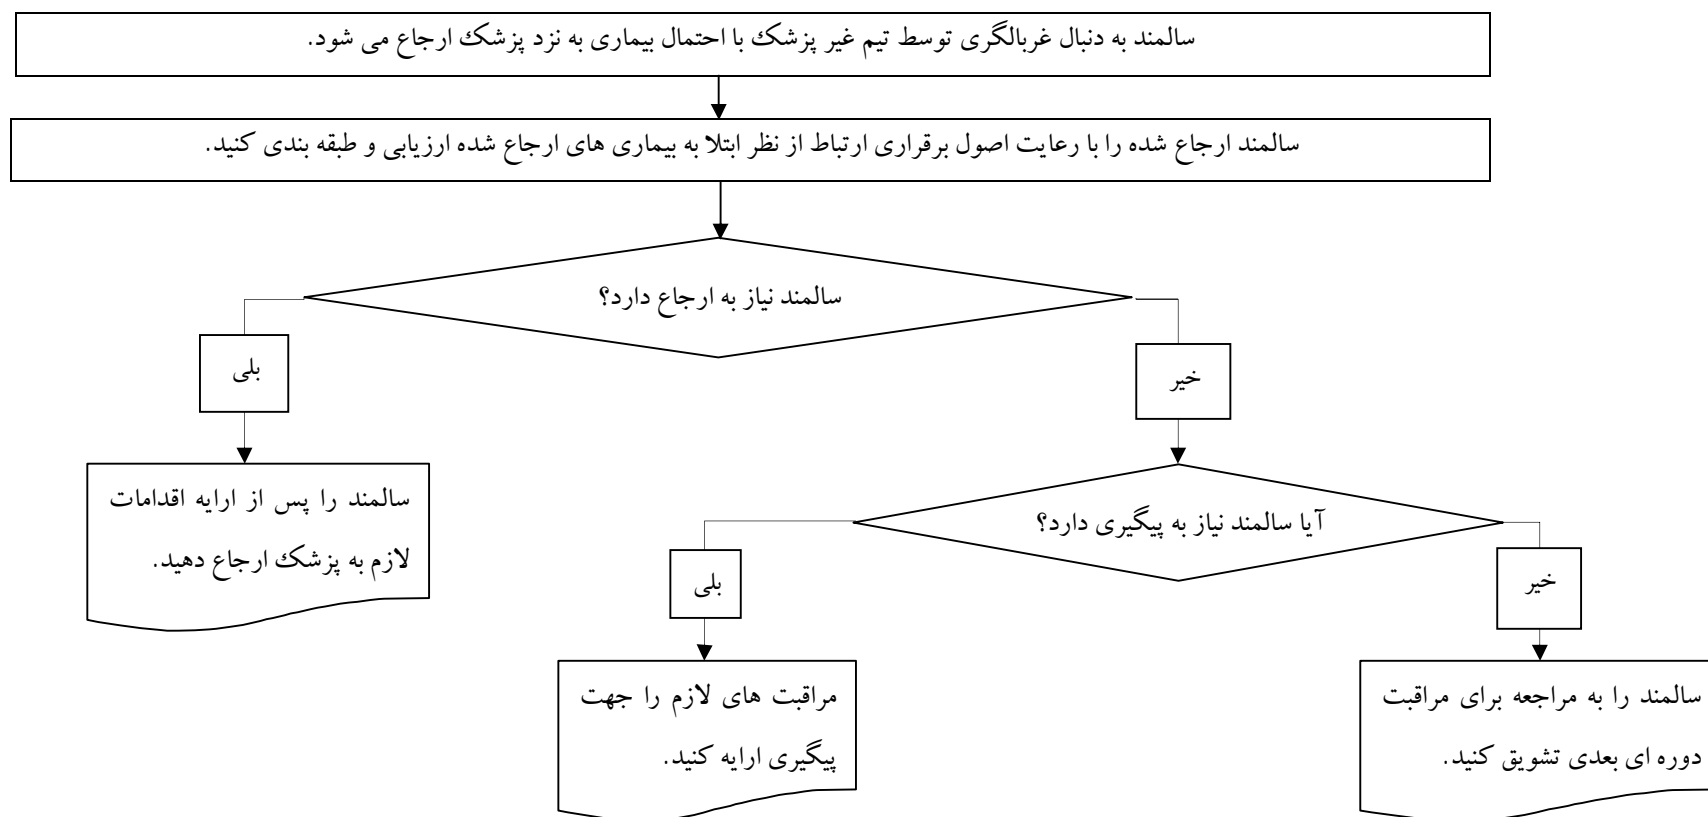 سالمند به دنبال غربالگری توسط تیم غیر پزشک با احتمال بیماری به نزد پزشک ارجاع می شود.
سالمند ارجاع شده را با رعایت اصول برقراری ارتباط از نظر ابتلا به بیماری های ارجاع شده ارزیابی و طبقه بندی کنید.
سالمند نیاز به ارجاع دارد؟
خیر
بلی
سالمند را پس از ارایه اقدامات
لازم به پزشک ارجاع دهید.
آیا سالمند نیاز به پیگیری دارد؟
خیر
بلی
سالمند را به مراجعه برای مراقبت
دوره ای بعدی تشویق کنید.
مراقبت های لازم را جهت
پیگیری ارایه کنید.